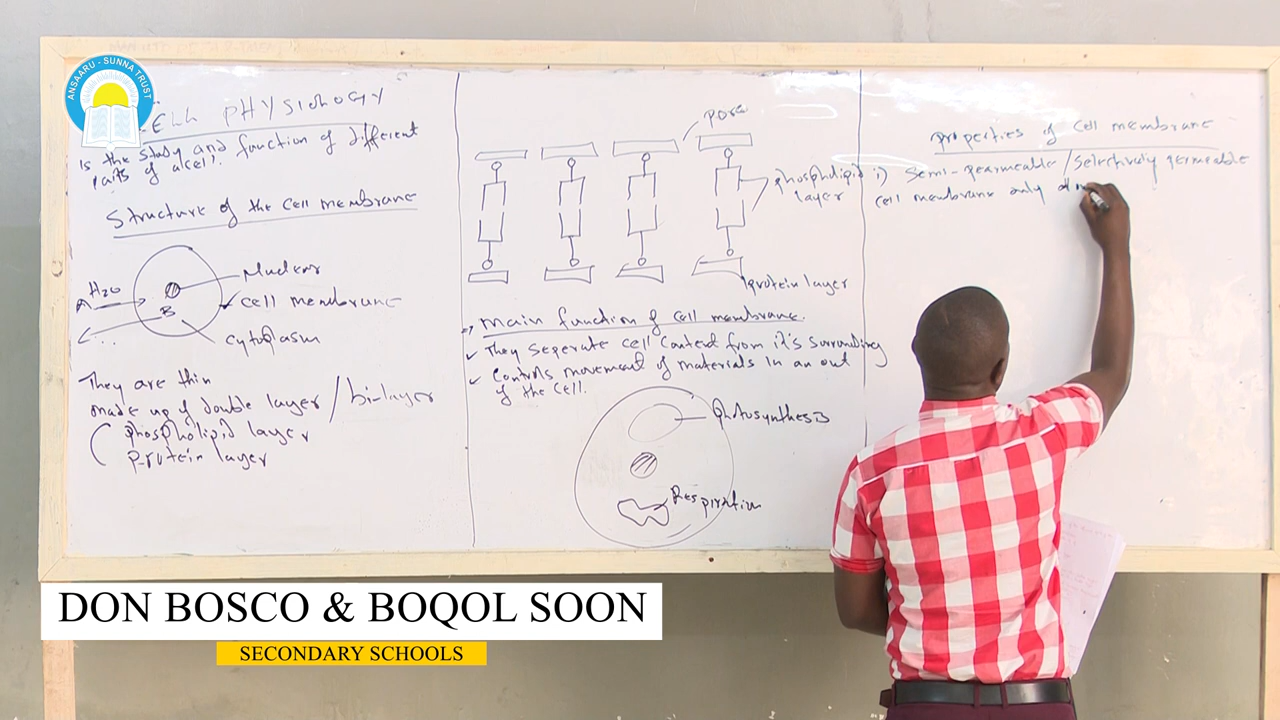 ANSAARU - SUNNA TRUST
CELL PHYSIOLOGY
Is the study and function of different
parts of a cell.
Structure of the cell membrane
H2O
B
Nucleus
cell membrane
cytoplasm
They are thin
made up of double layer / bi-layer
phospholipid layer
protein layer
pore
phospholipid
layer
protein layer
main function of cell membrane.
They seperate cell content from it's surrounding
Controls movement of materials in an out
of the cell.
photosynthesis
Respiration
properties of cell membrane
i) Semi-permeable / selectively permeable
cell membrane only
DON BOSCO & BOQOL SOON
SECONDARY SCHOOLS